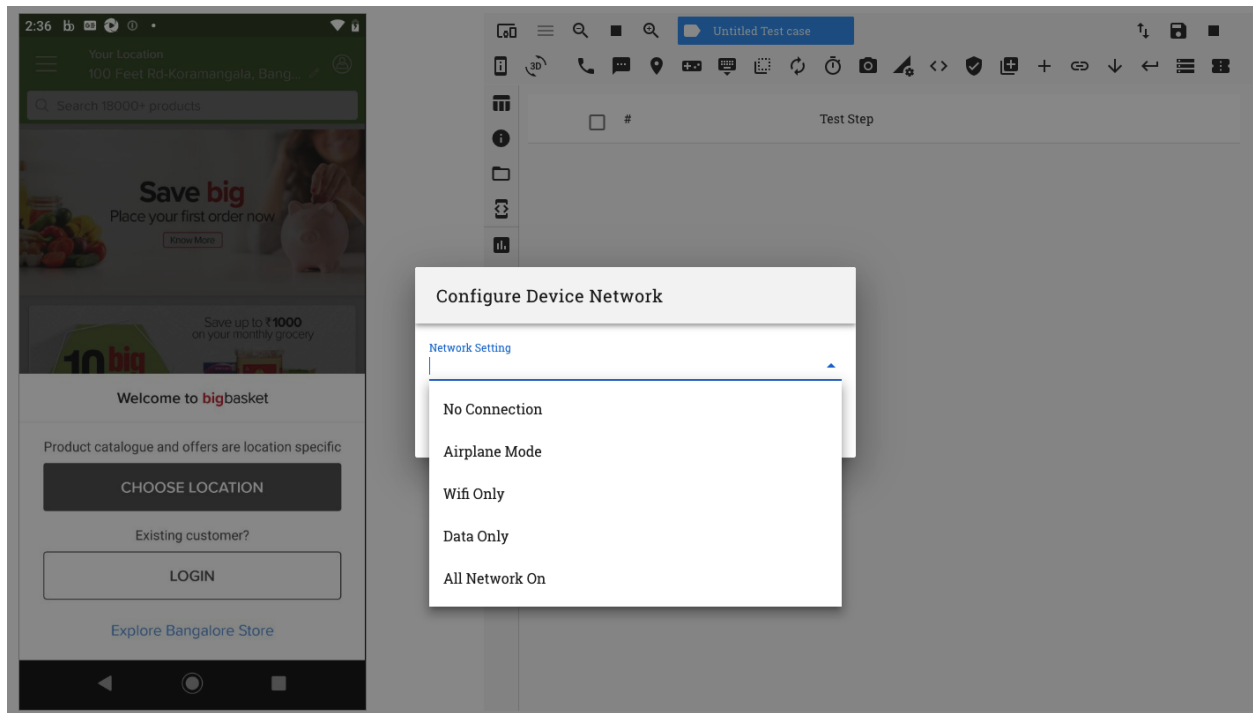 2:36
Your Location
100 Feet Rd-Koramangala, Bang...
Search 18000+ products
Save big
Place your first order now
Know More
Save up to ₹1000
on your monthly grocery
10 big
Welcome to bigbasket
Product catalogue and offers are location specific
CHOOSE LOCATION
Existing customer?
LOGIN
Explore Bangalore Store
Untitled Test case
3D
# Test Step
Configure Device Network
Network Setting
No Connection
Airplane Mode
Wifi Only
Data Only
All Network On